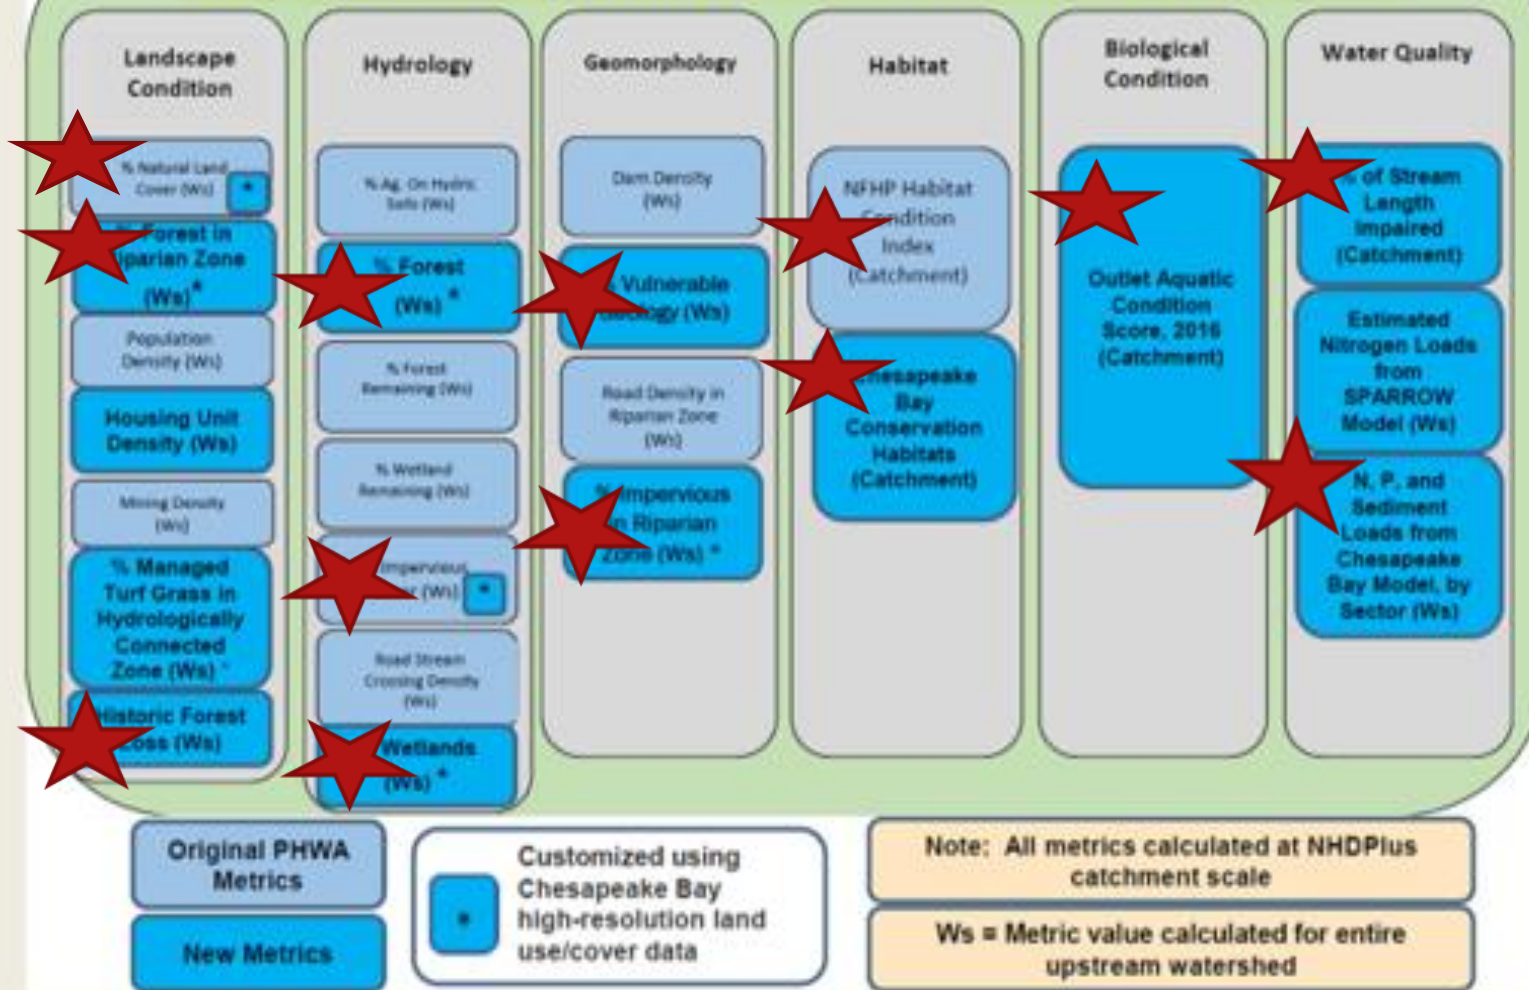 Landscape
Condition
% Natural Land
Cover (Ws)
*
% Forest in
Riparian Zone
(Ws)*
Population
Density (Ws)
Housing Unit
Density (Ws)
Mining Density
(Ws)
% Managed
Turf Grass in
Hydrologically
Connected
Zone (Ws) *
Historic Forest
Loss (Ws)
Hydrology
% Ag. On Hydric
Soils (Ws)
% Forest
(Ws) *
% Forest
Remaining (Ws)
% Wetland
Remaining (Ws)
Impervious
(Ws)
*
Road Stream
Crossing Density
(Ws)
Wetlands
(Ws) *
Geomorphology
Dam Density
(Ws)
% Vulnerable
Geology (Ws)
Road Density in
Riparian Zone
(Ws)
% Impervious
in Riparian
Zone (Ws) *
Habitat
NFHP Habitat
Condition
Index
(Catchment)
Chesapeake
Bay
Conservation
Habitats
(Catchment)
Biological
Condition
Outlet Aquatic
Condition
Score, 2016
(Catchment)
Water Quality
% of Stream
Length
Impaired
(Catchment)
Estimated
Nitrogen Loads
from
SPARROW
Model (Ws)
N, P, and
Sediment
Loads from
Chesapeake
Bay Model, by
Sector (Ws)
Original PHWA
Metrics
New Metrics
*
Customized using
Chesapeake Bay
high-resolution land
use/cover data
Note: All metrics calculated at NHDPlus
catchment scale
Ws = Metric value calculated for entire
upstream watershed